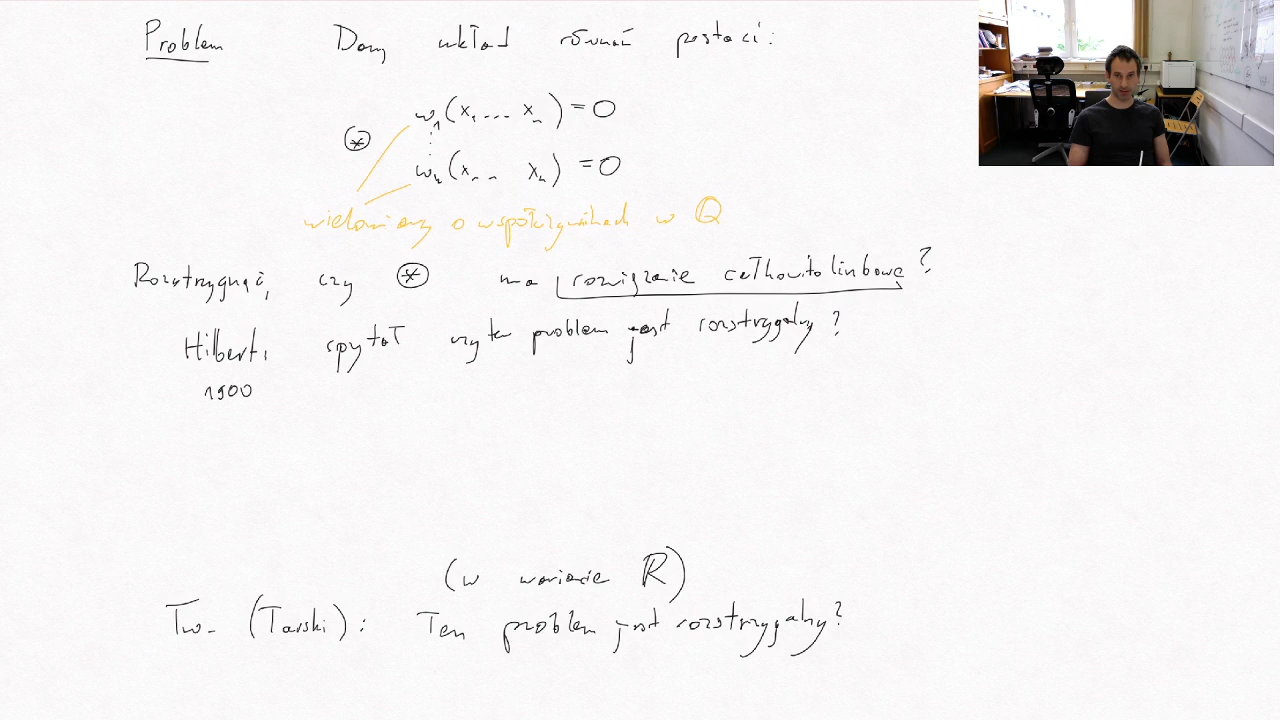 Problem Dany układ równań postaci:
w₁(x₁... xₙ) = 0
⊛
wₖ(x₁.. xₙ) = 0
wielomiany o współczynnikach w ℚ
Rozstrzygnąć, czy ⊛ ma rozwiązanie całkowitoliczbowe?
Hilbert, spytał czy ten problem jest rozstrzygalny?
1900
(w wariancie ℝ)
Tw. (Tarski): Ten problem jest rozstrzygalny?